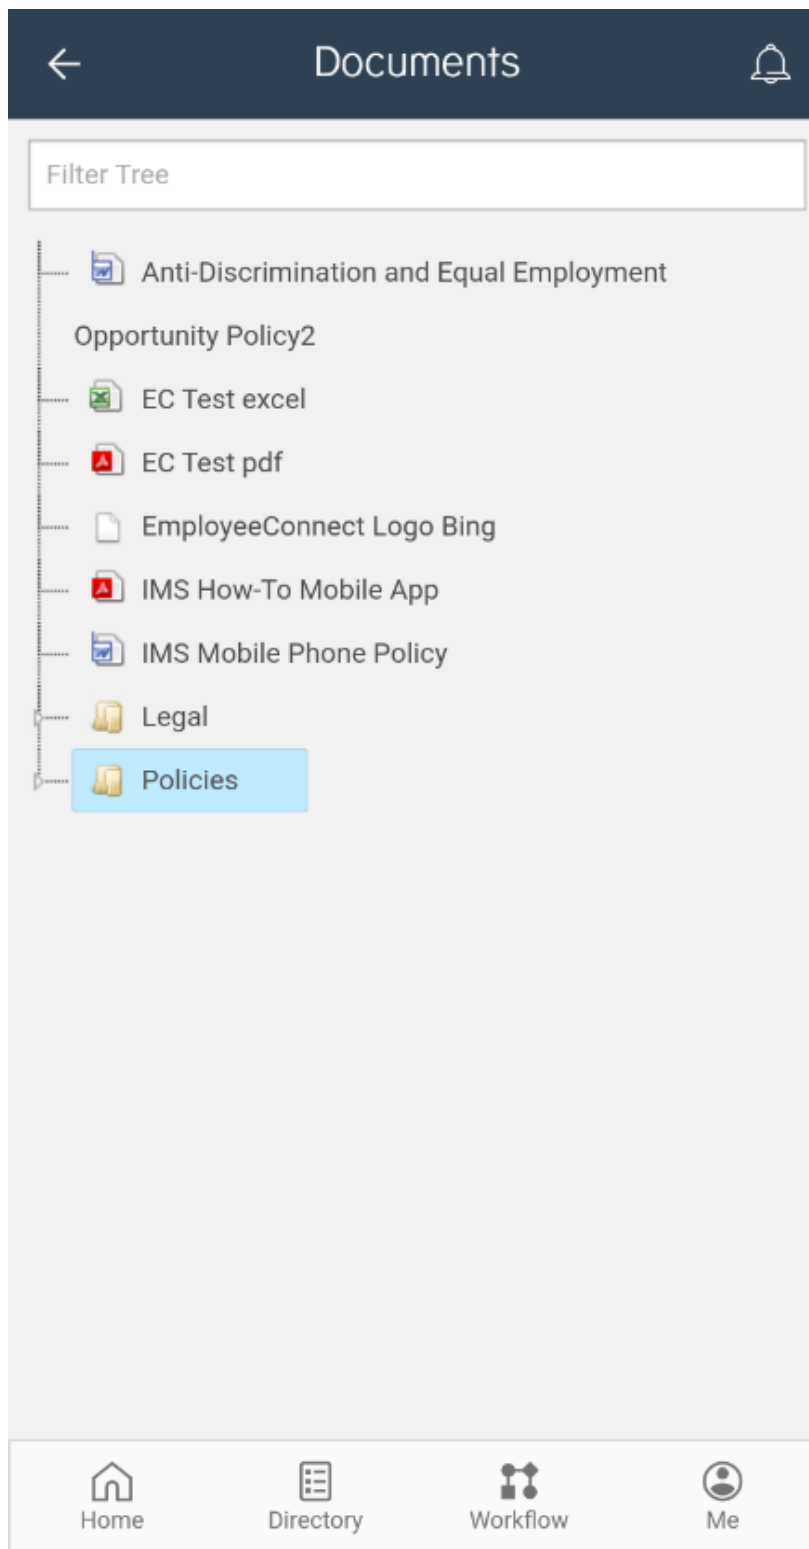 Documents
Filter Tree
Anti-Discrimination and Equal Employment
Opportunity Policy2
EC Test excel
EC Test pdf
EmployeeConnect Logo Bing
IMS How-To Mobile App
IMS Mobile Phone Policy
Legal
Policies
Home Directory Workflow Me